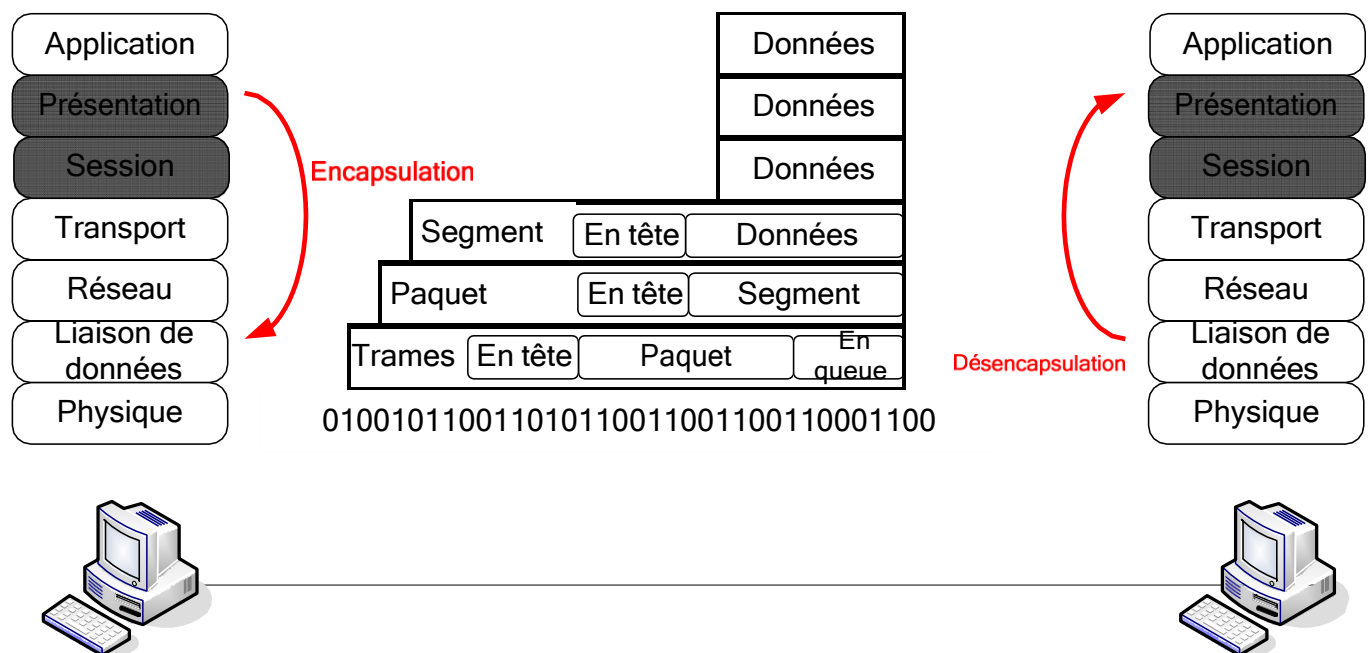 Application
Présentation
Session
Transport
Réseau
Liaison de
données
Physique
Encapsulation
Données
Données
Données
Segment En tête Données
Paquet En tête Segment
Trames En tête Paquet En
queue
010010110011010110011001100110001100
Désencapsulation
Application
Présentation
Session
Transport
Réseau
Liaison de
données
Physique